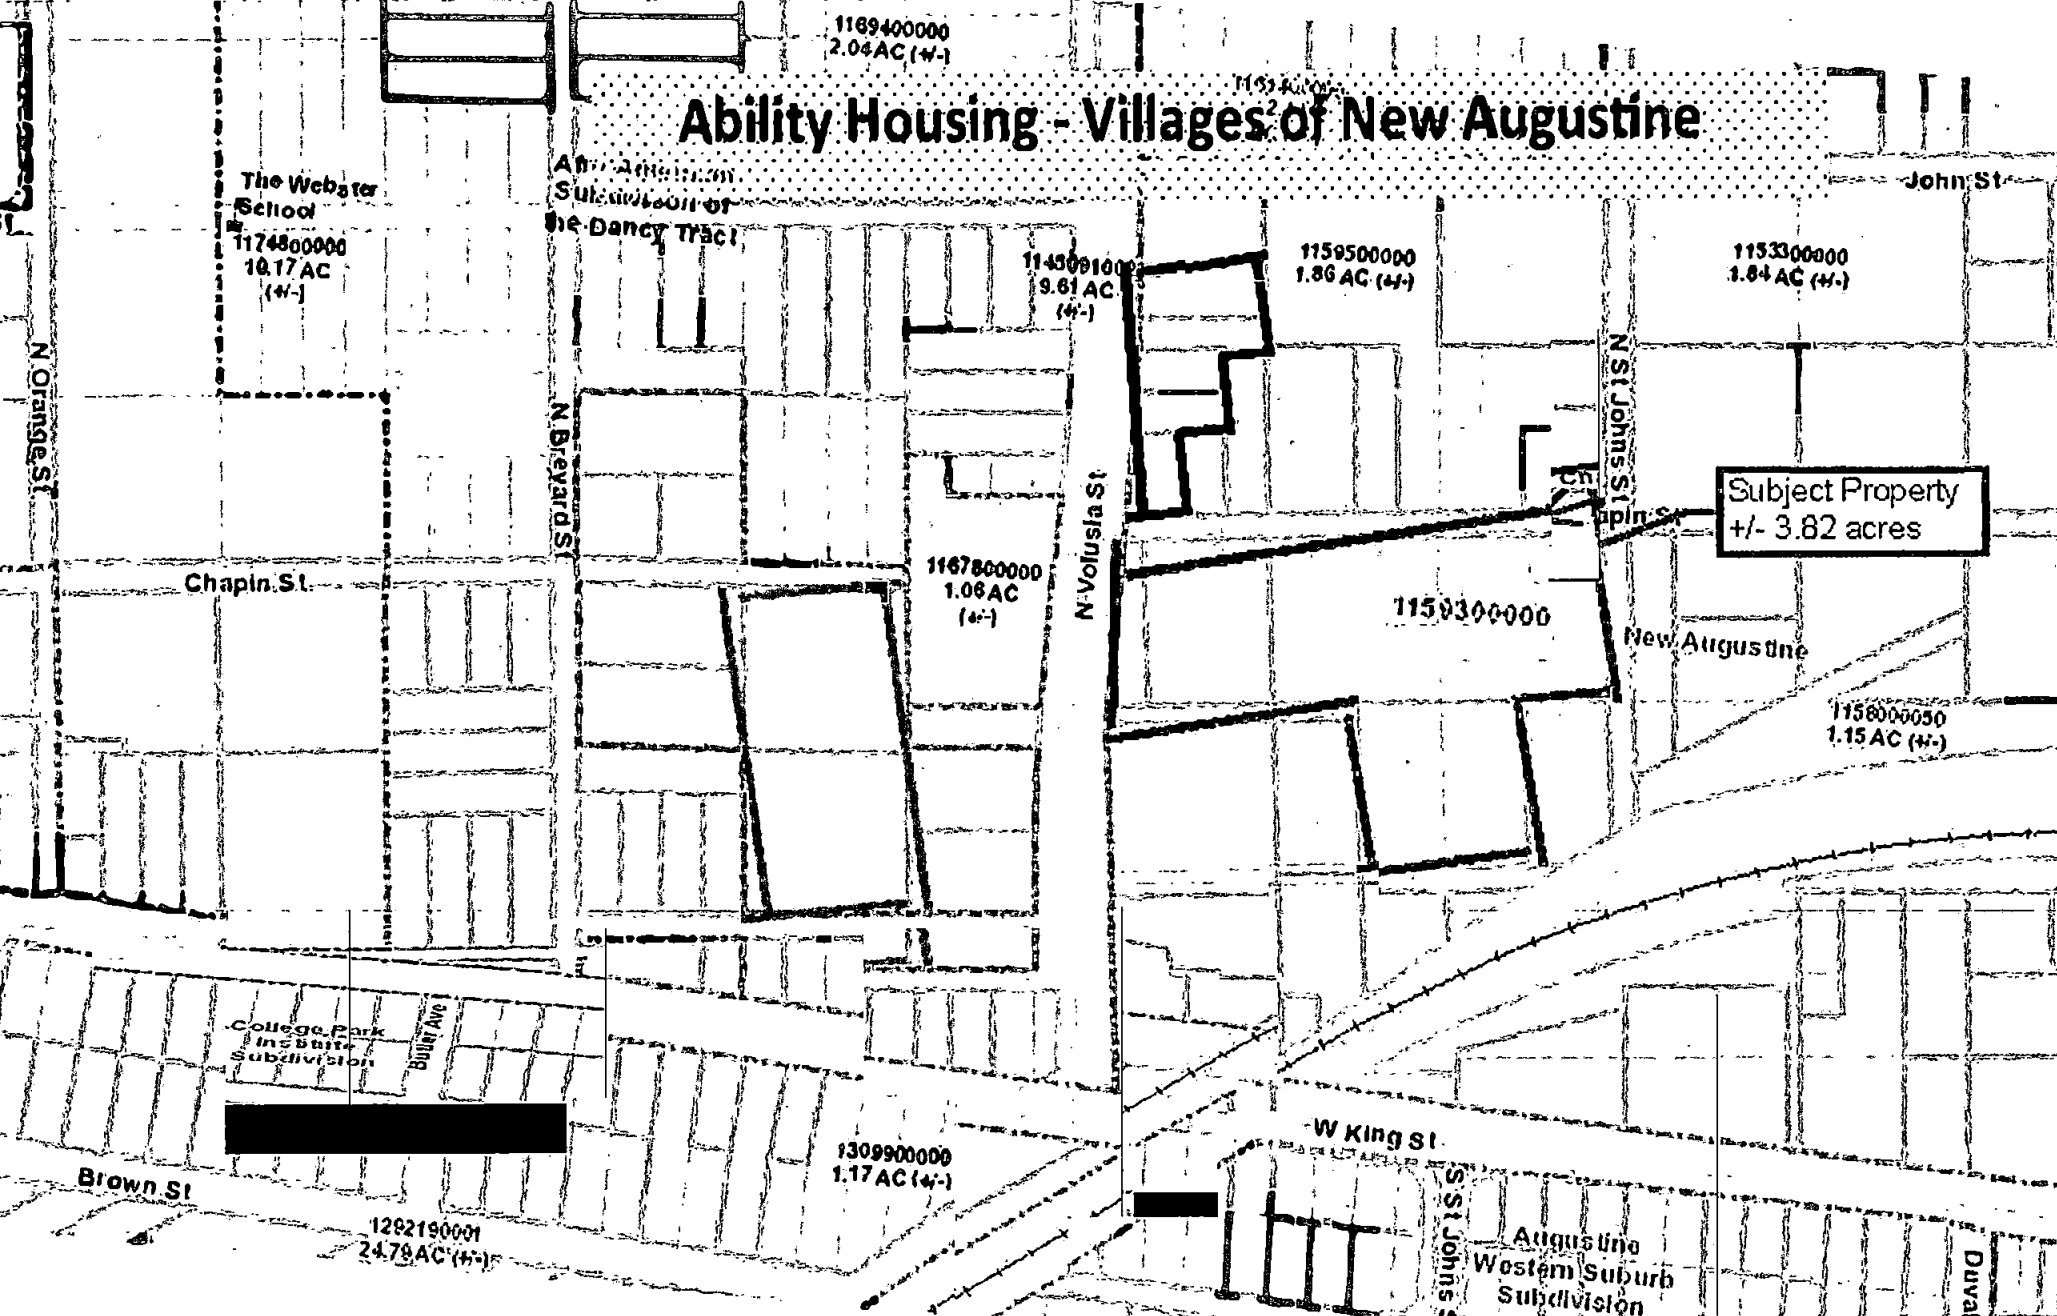 1169400000
2.04 AC (+/-)
Ability Housing - Villages of New Augustine
The Webster
School
1174800000
10.17 AC
(+/-)
Subdivision of
the Dancy Tract
John St
9.61 AC
(+/-)
1159500000
1.86 AC (+/-)
1153300000
1.84 AC (+/-)
N Orange St
N Brevard St
N Volusia St
N St Johns St
Subject Property
+/- 3.82 acres
Chapin St
Chapin St
1167800000
1.06 AC
(+/-)
1159300000
New Augustine
1158000050
1.15 AC (+/-)
College Park
Institute
Subdivision
Butler Ave
W King St
Brown St
1309900000
1.17 AC (+/-)
1282190001
24.79 AC (+/-)
S St Johns
Augustine
Western Suburb
Subdivision